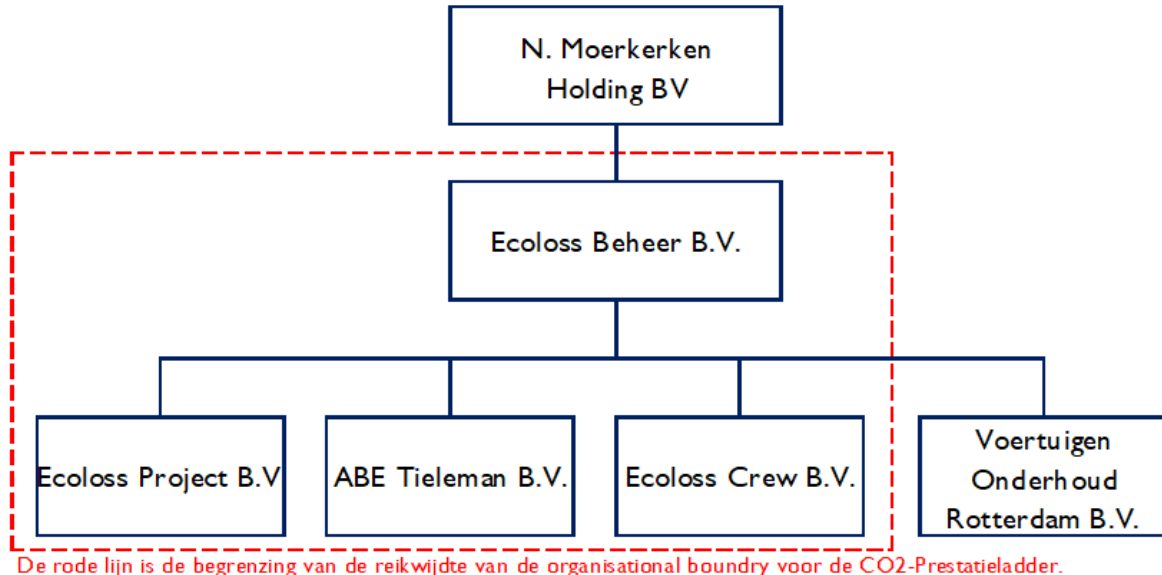 N. Moerkerken
Holding BV
Ecoloss Beheer B.V.
Ecoloss Project B.V
ABE Tieleman B.V.
Ecoloss Crew B.V.
Voertuigen
Onderhoud
Rotterdam B.V.
De rode lijn is de begrenzing van de reikwijdte van de organisational boundry voor de CO2-Prestatieladder.